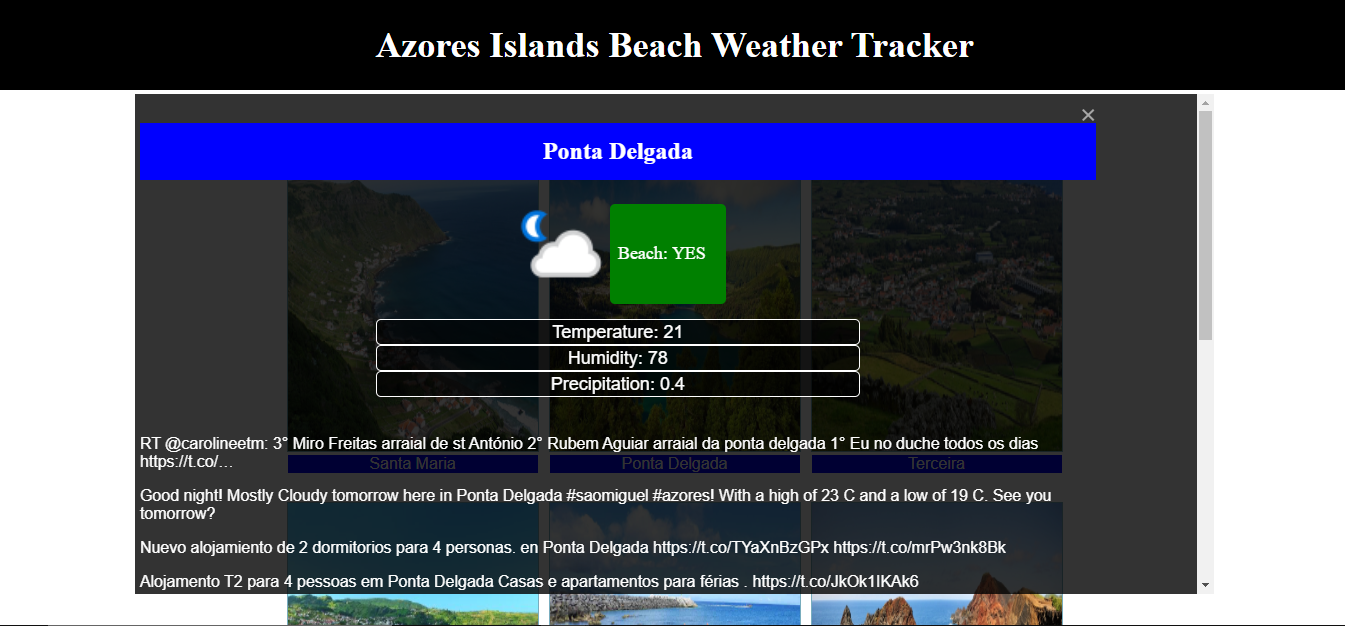 Azores Islands Beach Weather Tracker
×
Ponta Delgada
Beach: YES
Temperature: 21
Humidity: 78
Precipitation: 0.4
RT @carolineetm: 3° Miro Freitas arraial de st António 2° Rubem Aguiar arraial da ponta delgada 1° Eu no duche todos os dias
https://t.co/…
Santa Maria
Ponta Delgada
Terceira
Good night! Mostly Cloudy tomorrow here in Ponta Delgada #saomiguel #azores! With a high of 23 C and a low of 19 C. See you
tomorrow?
Nuevo alojamiento de 2 dormitorios para 4 personas. en Ponta Delgada https://t.co/TYaXnBzGPx https://t.co/mrPw3nk8Bk
Alojamento T2 para 4 pessoas em Ponta Delgada Casas e apartamentos para férias . https://t.co/JkOk1IKAk6